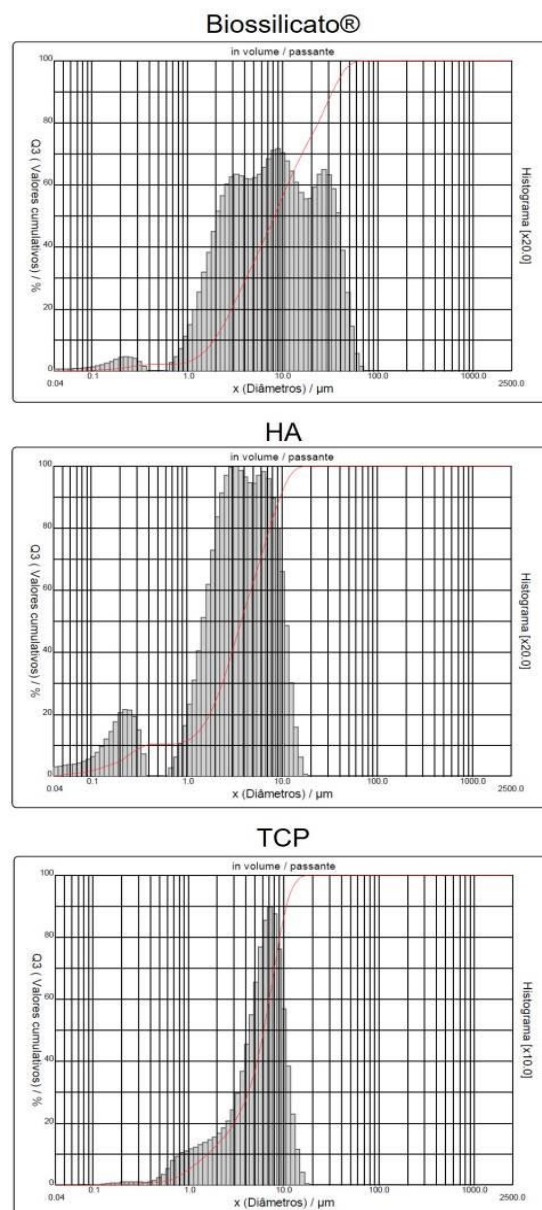 Biossilicato®
in volume / passante
Q3 ( Valores cumulativos) / %
100
80
60
40
20
0
0.04 0.1 1.0 10.0 100.0 1000.0 2500.0
x (Diâmetros) / µm
Histograma [x20.0]
HA
in volume / passante
Q3 ( Valores cumulativos) / %
100
80
60
40
20
0
0.04 0.1 1.0 10.0 100.0 1000.0 2500.0
x (Diâmetros) / µm
Histograma [x20.0]
TCP
in volume / passante
Q3 ( Valores cumulativos) / %
100
80
60
40
20
0
0.04 0.1 1.0 10.0 100.0 1000.0 2500.0
x (Diâmetros) / µm
Histograma [x10.0]